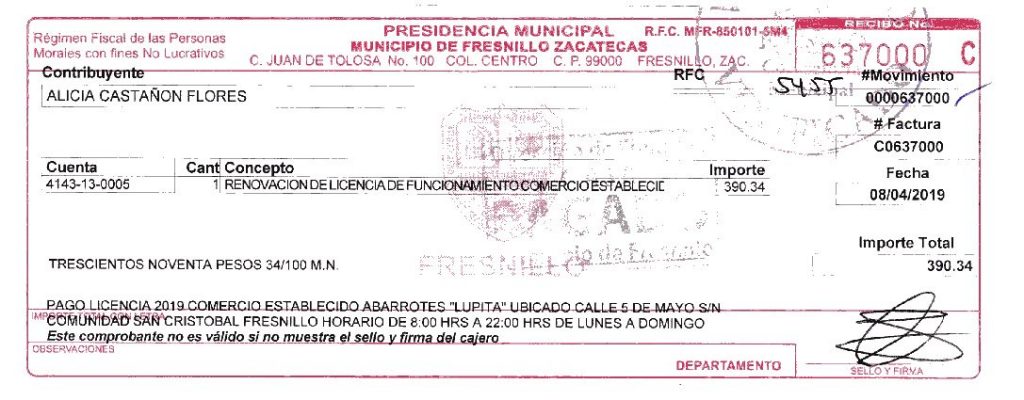 Régimen Fiscal de las Personas
Morales con fines No Lucrativos
PRESIDENCIA MUNICIPAL R.F.C. MFR-850101-5M4
MUNICIPIO DE FRESNILLO ZACATECAS
C. JUAN DE TOLOSA No. 100 COL. CENTRO C. P. 99000 FRESNILLO, ZAC.
RECIBO No.
637000 C
Contribuyente RFC #Movimiento
ALICIA CASTAÑON FLORES 0000637000
# Factura
C0637000
Cuenta Cant Concepto Importe Fecha
4143-13-0005 1 RENOVACION DE LICENCIA DE FUNCIONAMIENTO COMERCIO ESTABLECIE 390.34
08/04/2019
Importe Total
TRESCIENTOS NOVENTA PESOS 34/100 M.N. 390.34
FRESNILLO
PAGO LICENCIA 2019 COMERCIO ESTABLECIDO ABARROTES "LUPITA" UBICADO CALLE 5 DE MAYO S/N
IMPORTE TOTAL CON LETRA
COMUNIDAD SAN CRISTOBAL FRESNILLO HORARIO DE 8:00 HRS A 22:00 HRS DE LUNES A DOMINGO
Este comprobante no es válido si no muestra el sello y firma del cajero
OBSERVACIONES
DEPARTAMENTO
SELLO Y FIRMA